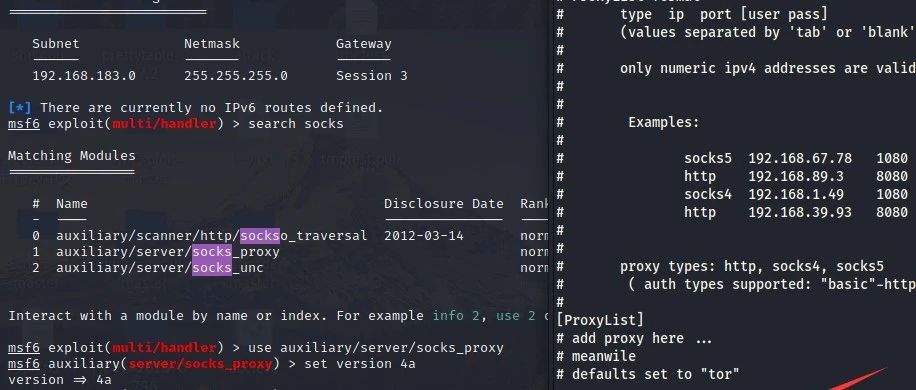 Subnet Netmask Gateway
192.168.183.0 255.255.255.0 Session 3
[*] There are currently no IPv6 routes defined.
msf6 exploit(multi/handler) > search socks
Matching Modules
# Name Disclosure Date Rank
- ---- --------------- ----
0 auxiliary/scanner/http/sockso_traversal 2012-03-14 norm
1 auxiliary/server/socks_proxy norm
2 auxiliary/server/socks_unc norm
Interact with a module by name or index. For example info 2, use 2 o
msf6 exploit(multi/handler) > use auxiliary/server/socks_proxy
msf6 auxiliary(server/socks_proxy) > set version 4a
version => 4a
# type ip port [user pass]
# (values separated by 'tab' or 'blank'
#
# only numeric ipv4 addresses are valid
#
#
# Examples:
#
# socks5 192.168.67.78 1080
# http 192.168.89.3 8080
# socks4 192.168.1.49 1080
# http 192.168.39.93 8080
#
#
# proxy types: http, socks4, socks5
# ( auth types supported: "basic"-http
#
[ProxyList]
# add proxy here ...
# meanwile
# defaults set to "tor"